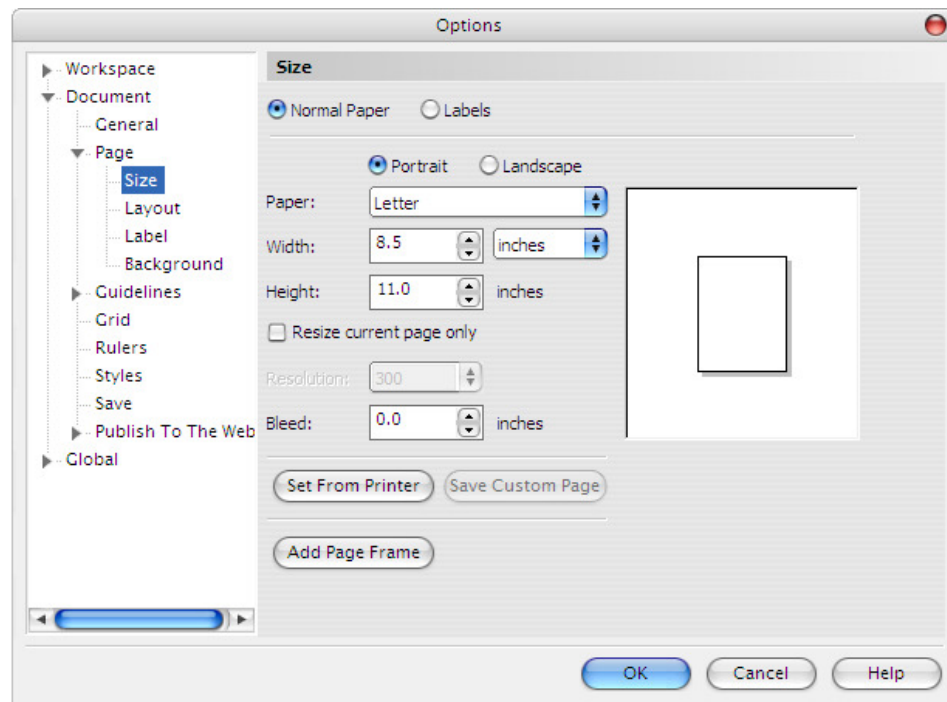 Options
Workspace
Document
General
Page
Size
Layout
Label
Background
Guidelines
Grid
Rulers
Styles
Save
Publish To The Web
Global
Size
Normal Paper Labels
Portrait Landscape
Paper: Letter
Width: 8.5 inches
Height: 11.0 inches
Resize current page only
Resolution: 300
Bleed: 0.0 inches
Set From Printer Save Custom Page
Add Page Frame
OK Cancel Help